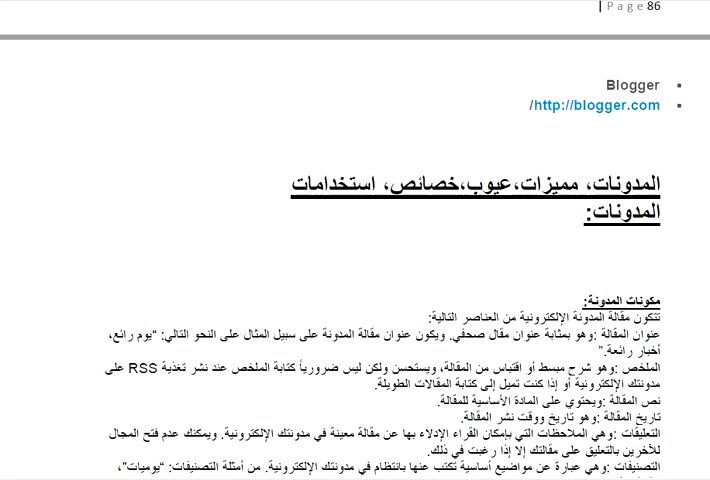 | P a g e 86
▪ Blogger
▪ http://blogger.com/
المدونات، مميزات،عيوب،خصائص، استخدامات
المدونات:
مكونات المدونة:
تتكون مقالة المدونة الإلكترونية من العناصر التالية:
عنوان المقالة :وهو بمثابة عنوان مقال صحفي. ويكون عنوان مقالة المدونة على سبيل المثال على النحو التالي: “يوم رائع،
أخبار رائعة.”
الملخص :وهو شرح مبسط أو اقتباس من المقالة، ويستحسن ولكن ليس ضرورياً كتابة الملخص عند نشر تغذية RSS على
مدونتك الإلكترونية أو إذا كنت تميل إلى كتابة المقالات الطويلة.
نص المقالة :ويحتوي على المادة الأساسية للمقالة.
تاريخ المقالة :وهو تاريخ ووقت نشر المقالة.
التعليقات :وهي الملاحظات التي بإمكان القراء الإدلاء بها عن مقالة معينة في مدونتك الإلكترونية. ويمكنك عدم فتح المجال
للآخرين بالتعليق على مقالتك إلا إذا رغبت في ذلك.
التصنيفات :وهي عبارة عن مواضيع أساسية تكتب عنها بانتظام في مدونتك الإلكترونية. من أمثلة التصنيفات: “يوميات”،